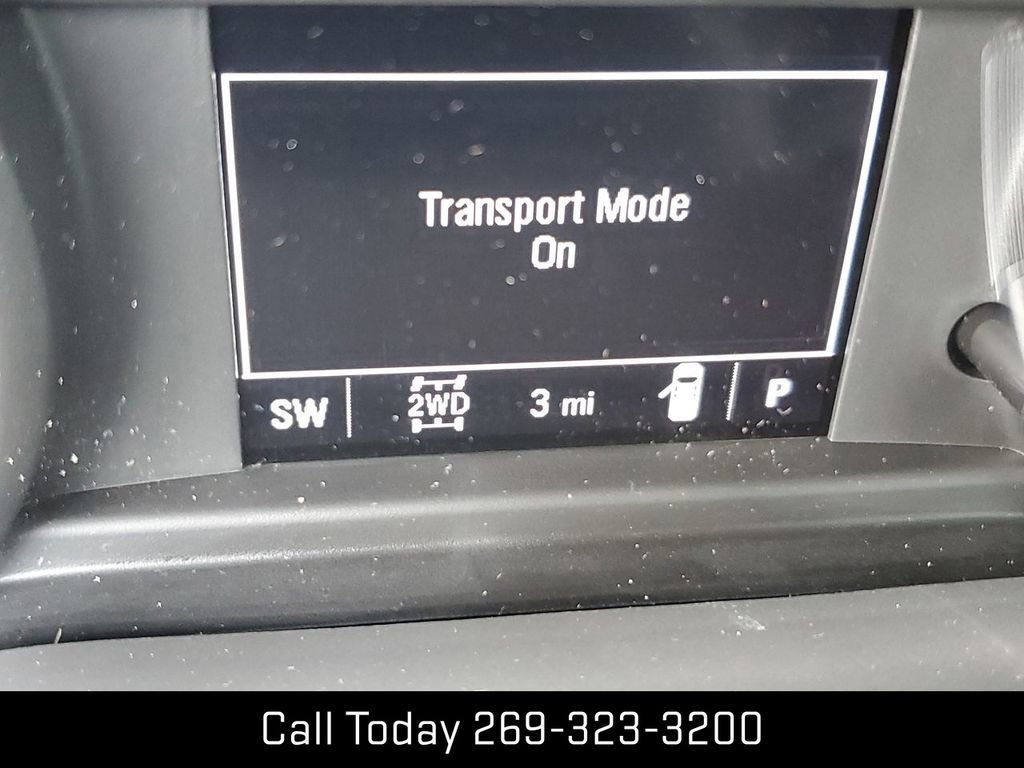 Transport Mode
On
SW
2WD
3 mi
P
Call Today 269-323-3200